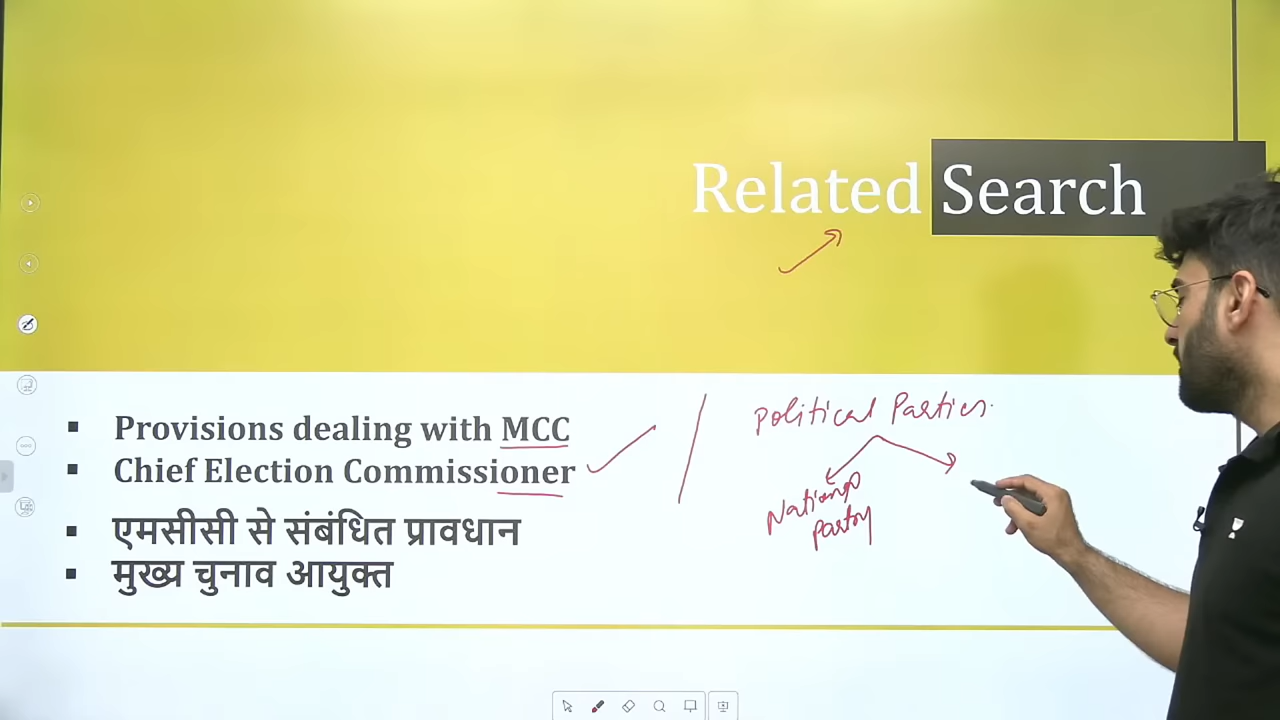 Related Search
Provisions dealing with MCC
Chief Election Commissioner
एमसीसी से संबंधित प्रावधान
मुख्य चुनाव आयुक्त
Political Parties.
National
Party